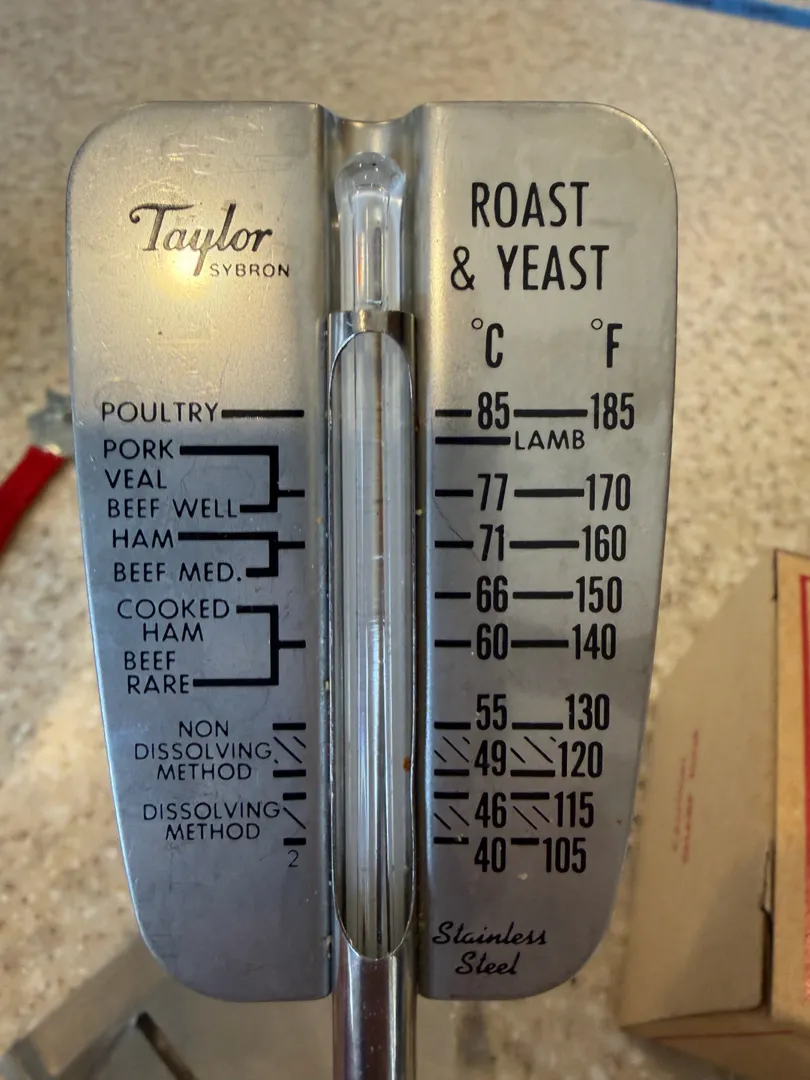 Taylor
SYBRON
POULTRY
PORK
VEAL
BEEF WELL
HAM
BEEF MED.
COOKED
HAM
BEEF
RARE
NON
DISSOLVING
METHOD
DISSOLVING
METHOD
2
ROAST
& YEAST
°C °F
85 185
LAMB
77 170
71 160
66 150
60 140
55 130
49 120
46 115
40 105
Stainless
Steel